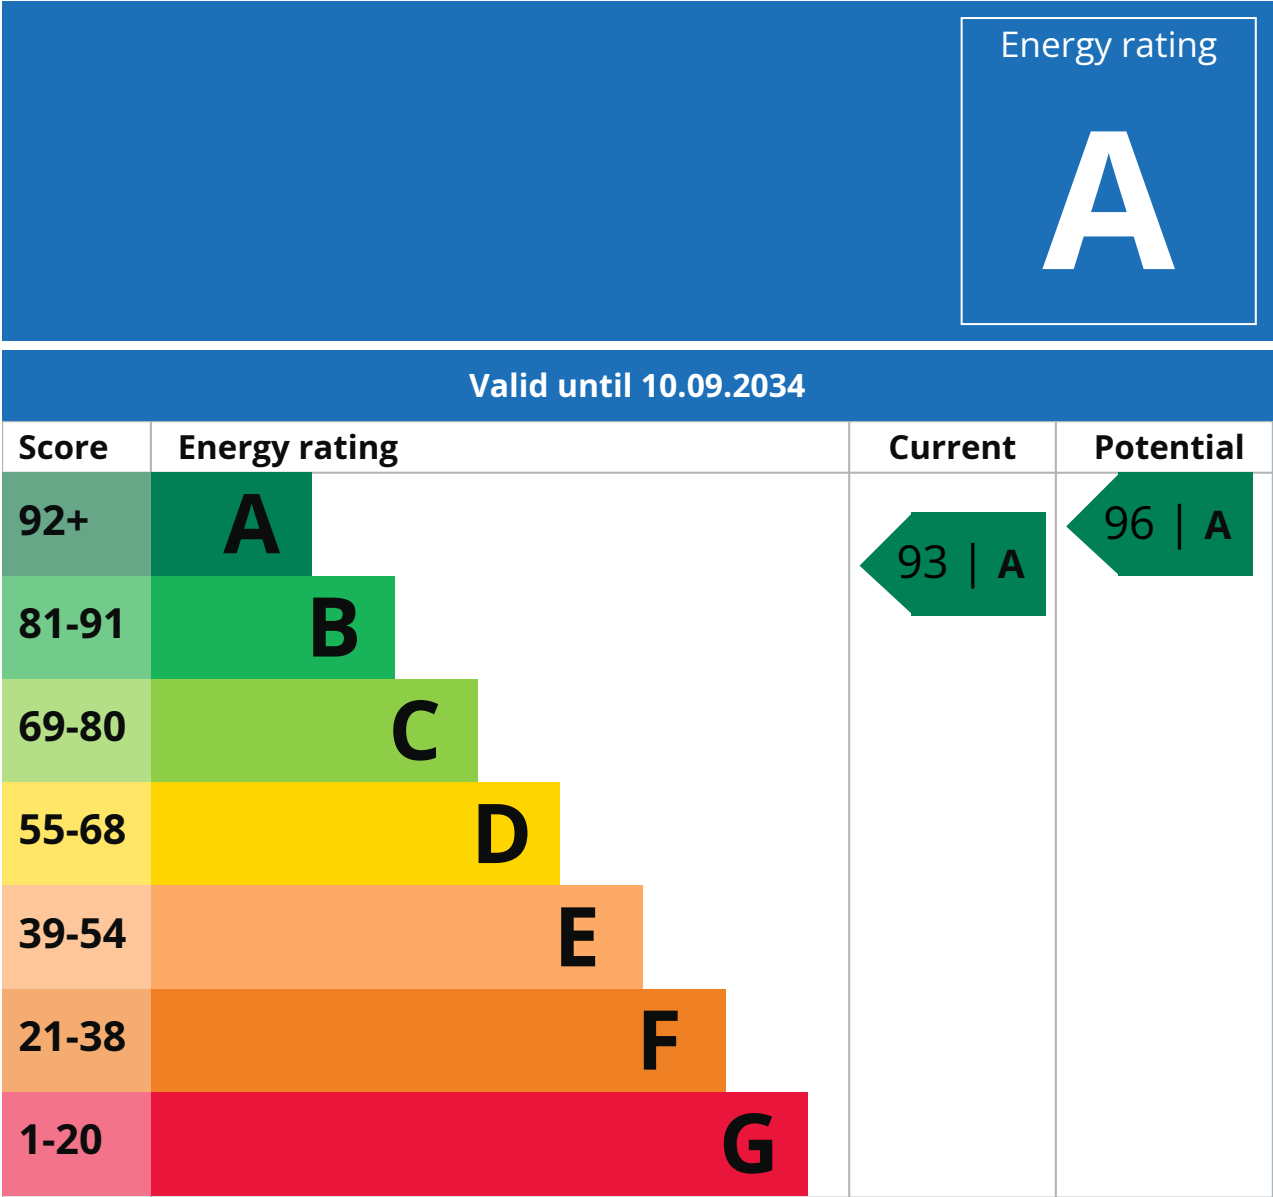 Energy rating
A
Valid until 10.09.2034
Score Energy rating Current Potential
92+ A 93 | A 96 | A
81-91 B
69-80 C
55-68 D
39-54 E
21-38 F
1-20 G